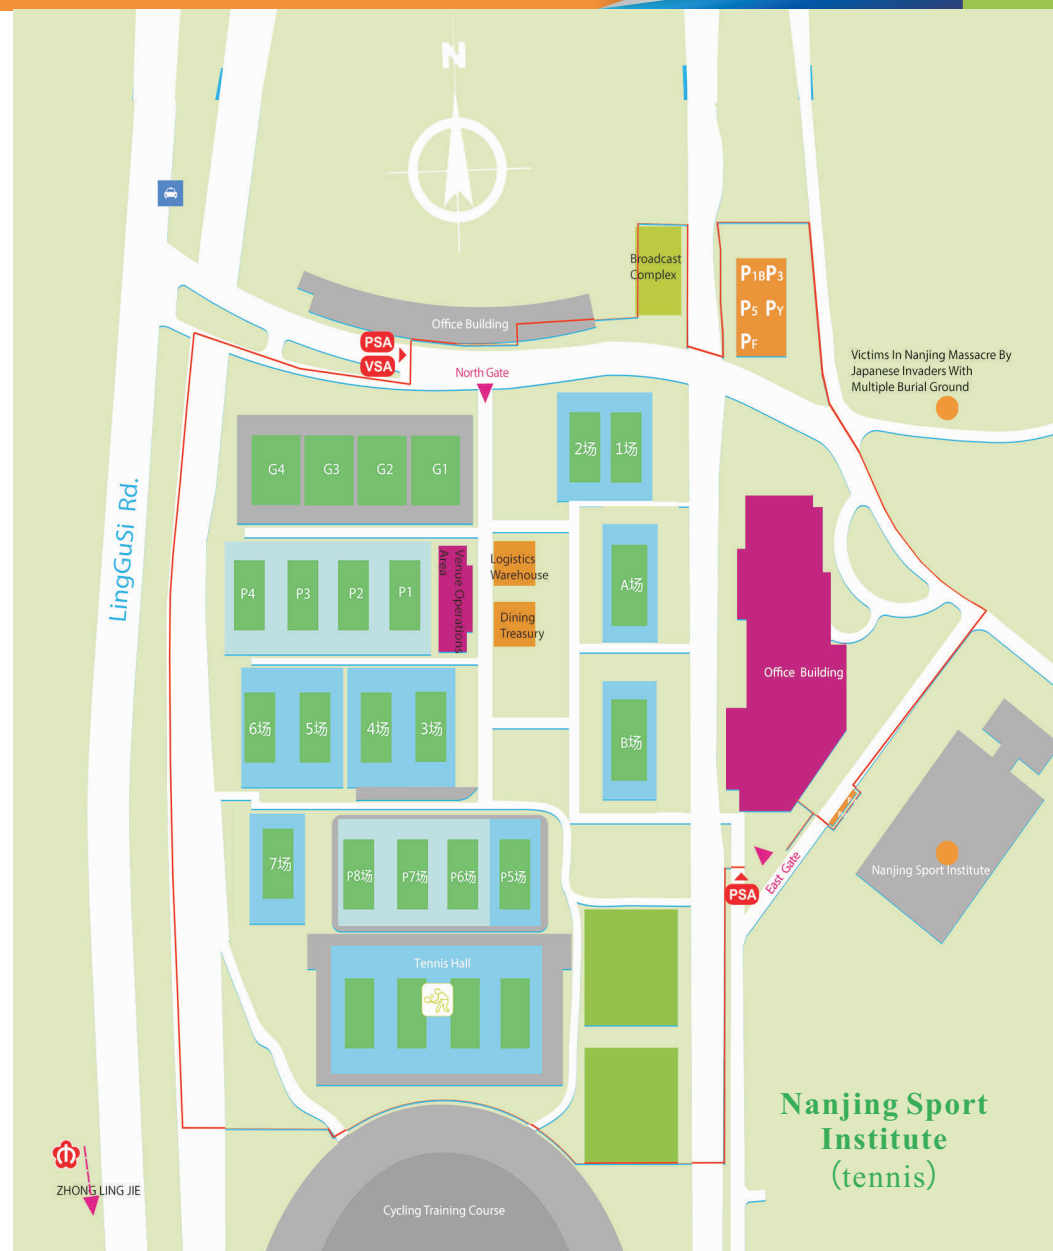 N
Broadcast
Complex
P1BP3
P5 PY
PF
Office Building
PSA
VSA
North Gate
Victims In Nanjing Massacre By
Japanese Invaders With
Multiple Burial Ground
2场
1场
G4
G3
G2
G1
LingGuSi Rd.
Logistics
Warehouse
Venue Operations
Area
A场
P4
P3
P2
P1
Dining
Treasury
Office Building
6场
5场
4场
3场
B场
7场
P8场
P7场
P6场
P5场
East Gate
PSA
Nanjing Sport Institute
Tennis Hall
Nanjing Sport
Institute
(tennis)
ZHONG LING JIE
Cycling Training Course